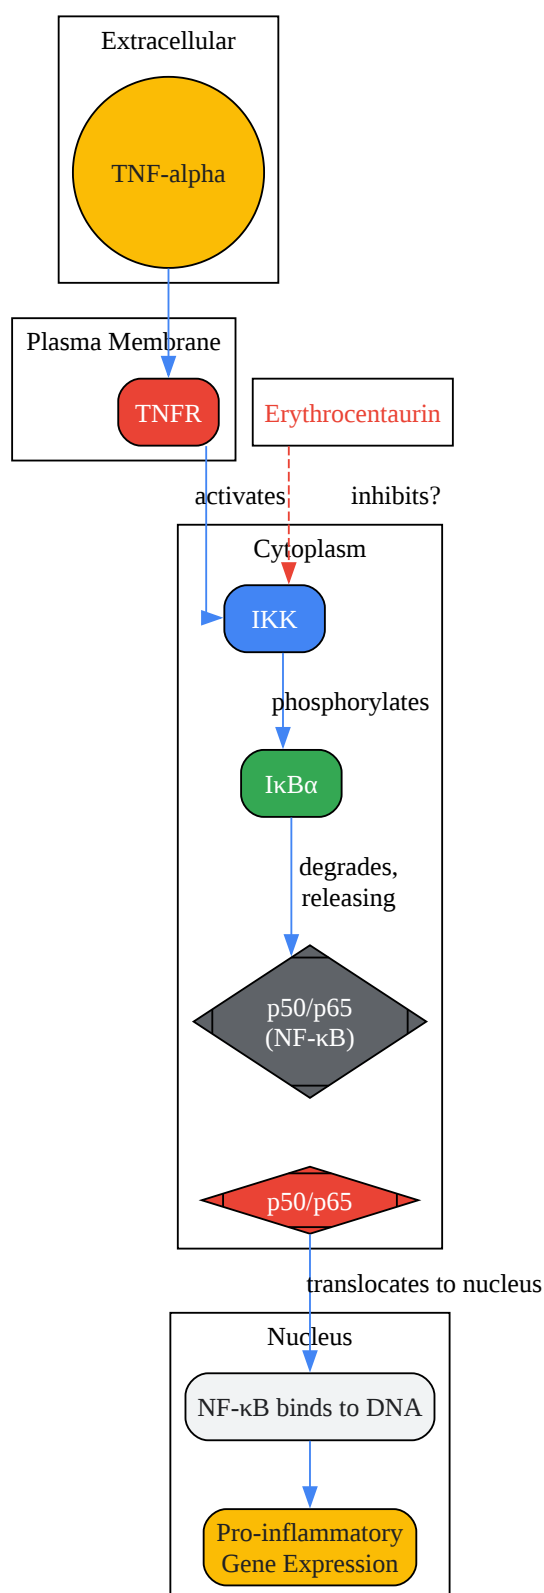 Extracellular
TNF-alpha
Plasma Membrane
TNFR
Erythrocentaurin
activates
inhibits?
Cytoplasm
IKK
phosphorylates
IκBα
degrades,
releasing
p50/p65
(NF-κB)
p50/p65
translocates to nucleus
Nucleus
NF-κB binds to DNA
Pro-inflammatory
Gene Expression